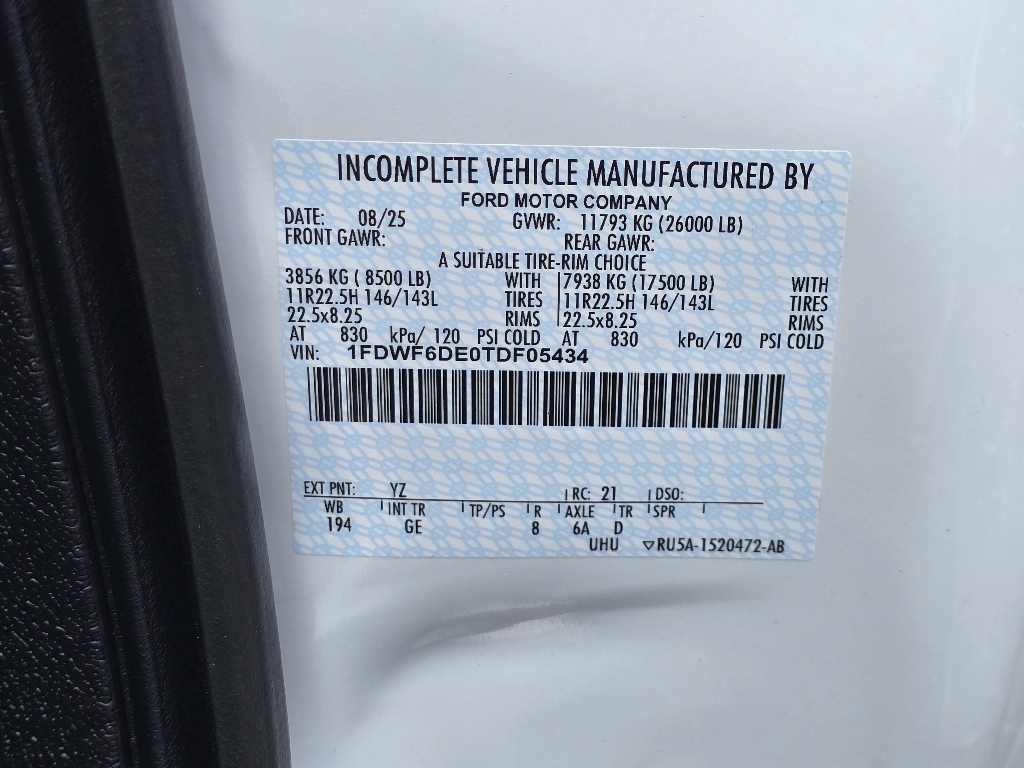 INCOMPLETE VEHICLE MANUFACTURED BY
FORD MOTOR COMPANY
DATE: 08/25 GVWR: 11793 KG (26000 LB)
FRONT GAWR: REAR GAWR:
A SUITABLE TIRE-RIM CHOICE
3856 KG ( 8500 LB) WITH 7938 KG (17500 LB) WITH
11R22.5H 146/143L TIRES 11R22.5H 146/143L TIRES
22.5x8.25 RIMS 22.5x8.25 RIMS
AT 830 kPa/ 120 PSI COLD AT 830 kPa/120 PSI COLD
VIN: 1FDWF6DE0TDF05434
EXT PNT: YZ RC: 21 DSO:
WB INT TR TP/PS R AXLE TR SPR
194 GE 8 6A D
UHU ▽RU5A-1520472-AB